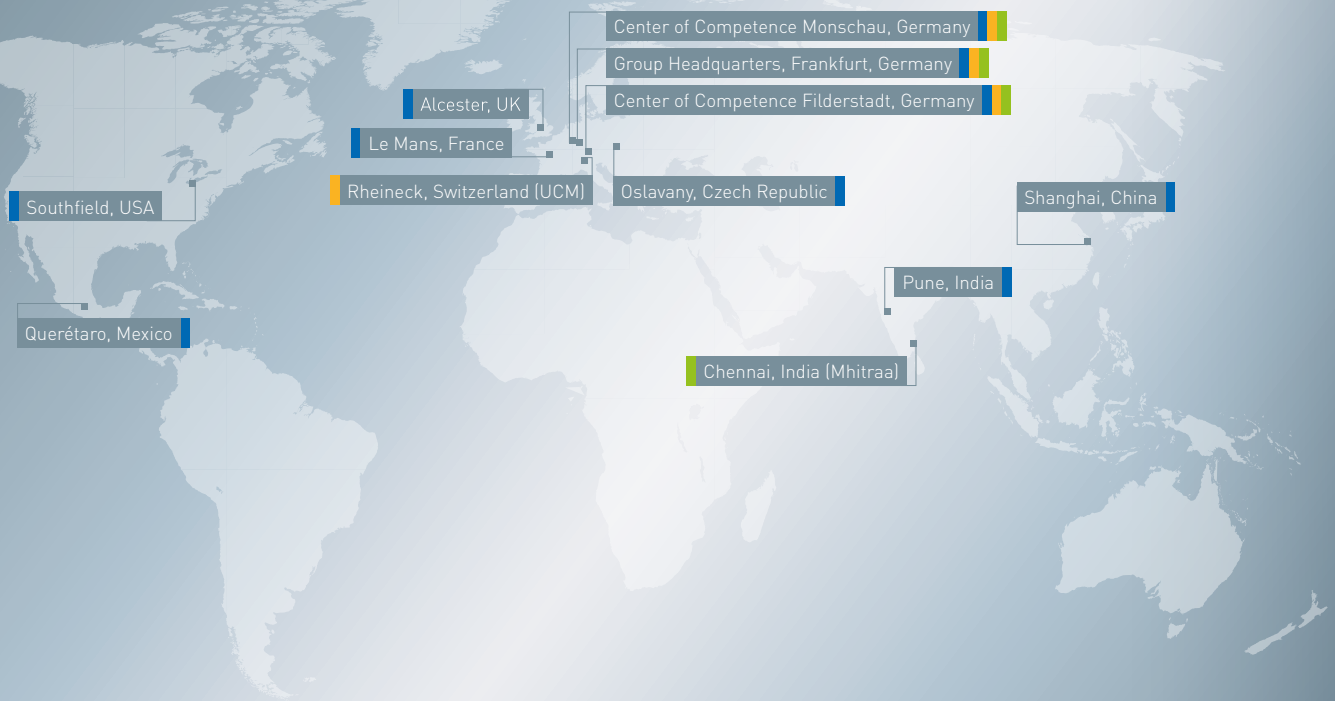 Center of Competence Monschau, Germany
Group Headquarters, Frankfurt, Germany
Center of Competence Filderstadt, Germany
Alcester, UK
Le Mans, France
Rheineck, Switzerland (UCM)
Oslavany, Czech Republic
Southfield, USA
Shanghai, China
Pune, India
Querétaro, Mexico
Chennai, India (Mhitraa)